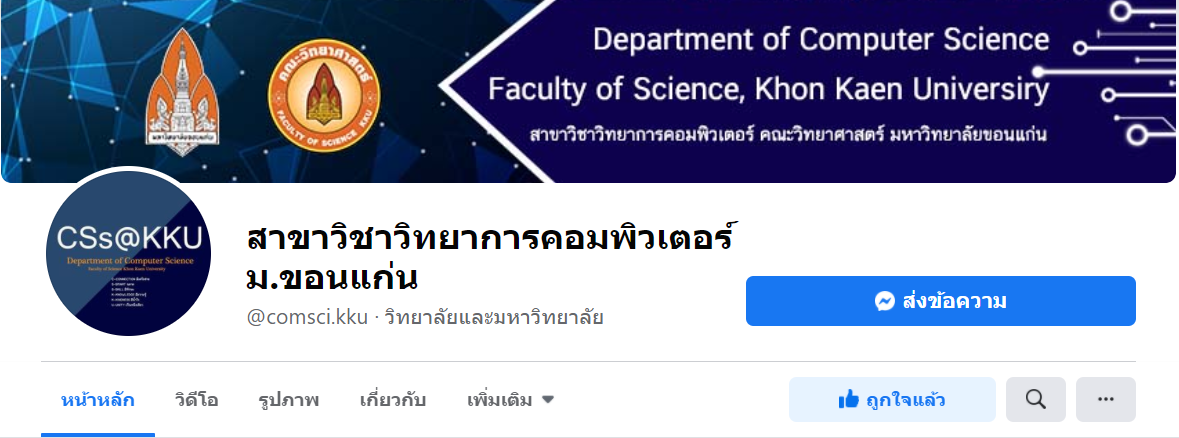 Department of Computer Science
Faculty of Science, Khon Kaen Universiry
สาขาวิชาวิทยาการคอมพิวเตอร์ คณะวิทยาศาสตร์ มหาวิทยาลัยขอนแก่น
มหาวิทยาลัยขอนแก่น
คณะวิทยาศาสตร์
FACULTY OF SCIENCE KKU
CSs@KKU
Department of Computer Science
Faculty of Science Khon Kaen University
สาขาวิชาวิทยาการคอมพิวเตอร์
ม.ขอนแก่น
@comsci.kku · วิทยาลัยและมหาวิทยาลัย
ส่งข้อความ
หน้าหลัก วิดีโอ รูปภาพ เกี่ยวกับ เพิ่มเติม
ถูกใจแล้ว